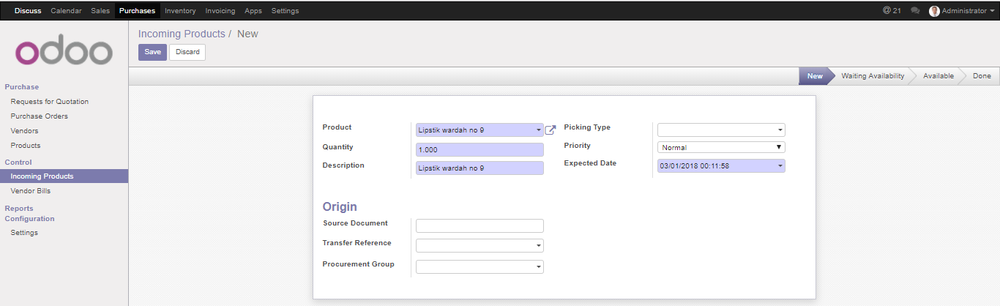 Discuss Calendar Sales Purchases Inventory Invoicing Apps Settings @ 21 Administrator
odoo
Incoming Products / New
Save Discard
New Waiting Availability Available Done
Purchase
Requests for Quotation
Purchase Orders
Vendors
Products
Control
Incoming Products
Vendor Bills
Reports
Configuration
Settings
Product Lipstik wardah no 9 Picking Type
Quantity 1.000 Priority Normal
Description Lipstik wardah no 9 Expected Date 03/01/2018 00:11:58
Origin
Source Document
Transfer Reference
Procurement Group